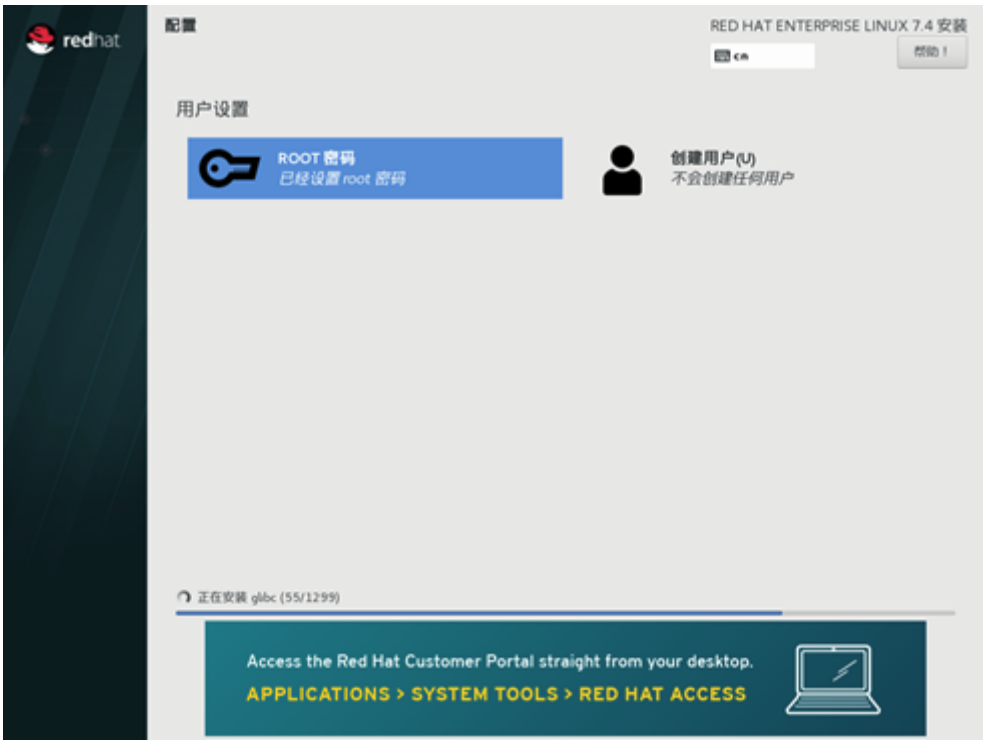 redhat
配置
RED HAT ENTERPRISE LINUX 7.4 安装
cn
帮助！
用户设置
ROOT 密码
已经设置 root 密码
创建用户(U)
不会创建任何用户
正在安装 glibc (55/1299)
Access the Red Hat Customer Portal straight from your desktop.
APPLICATIONS > SYSTEM TOOLS > RED HAT ACCESS